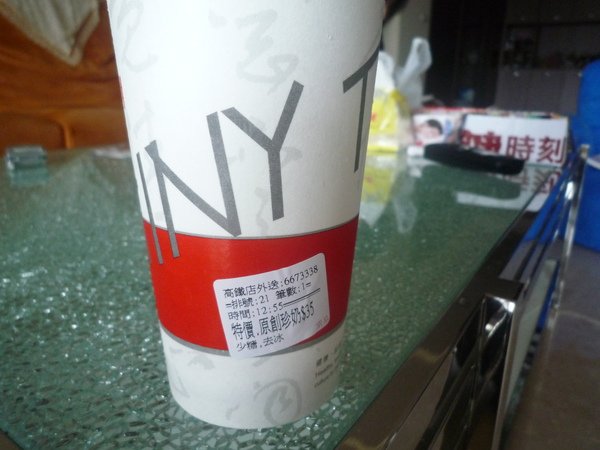 INY T
高鐵店外送:6673338
=排號:21 筆數:1=
時間:12:55
特價.原創珍奶$35
少糖,去冰
時刻